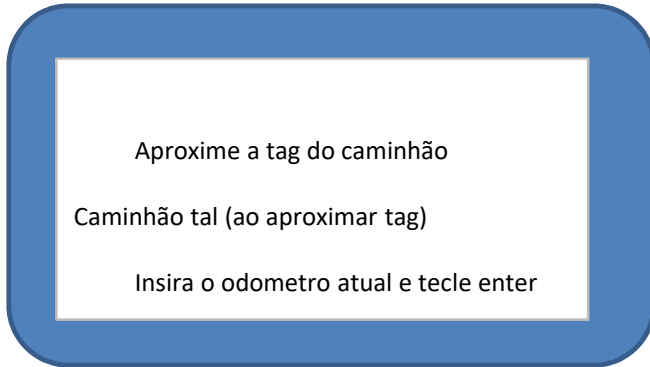 Aproxime a tag do caminhão
Caminhão tal (ao aproximar tag)
Insira o odometro atual e tecle enter